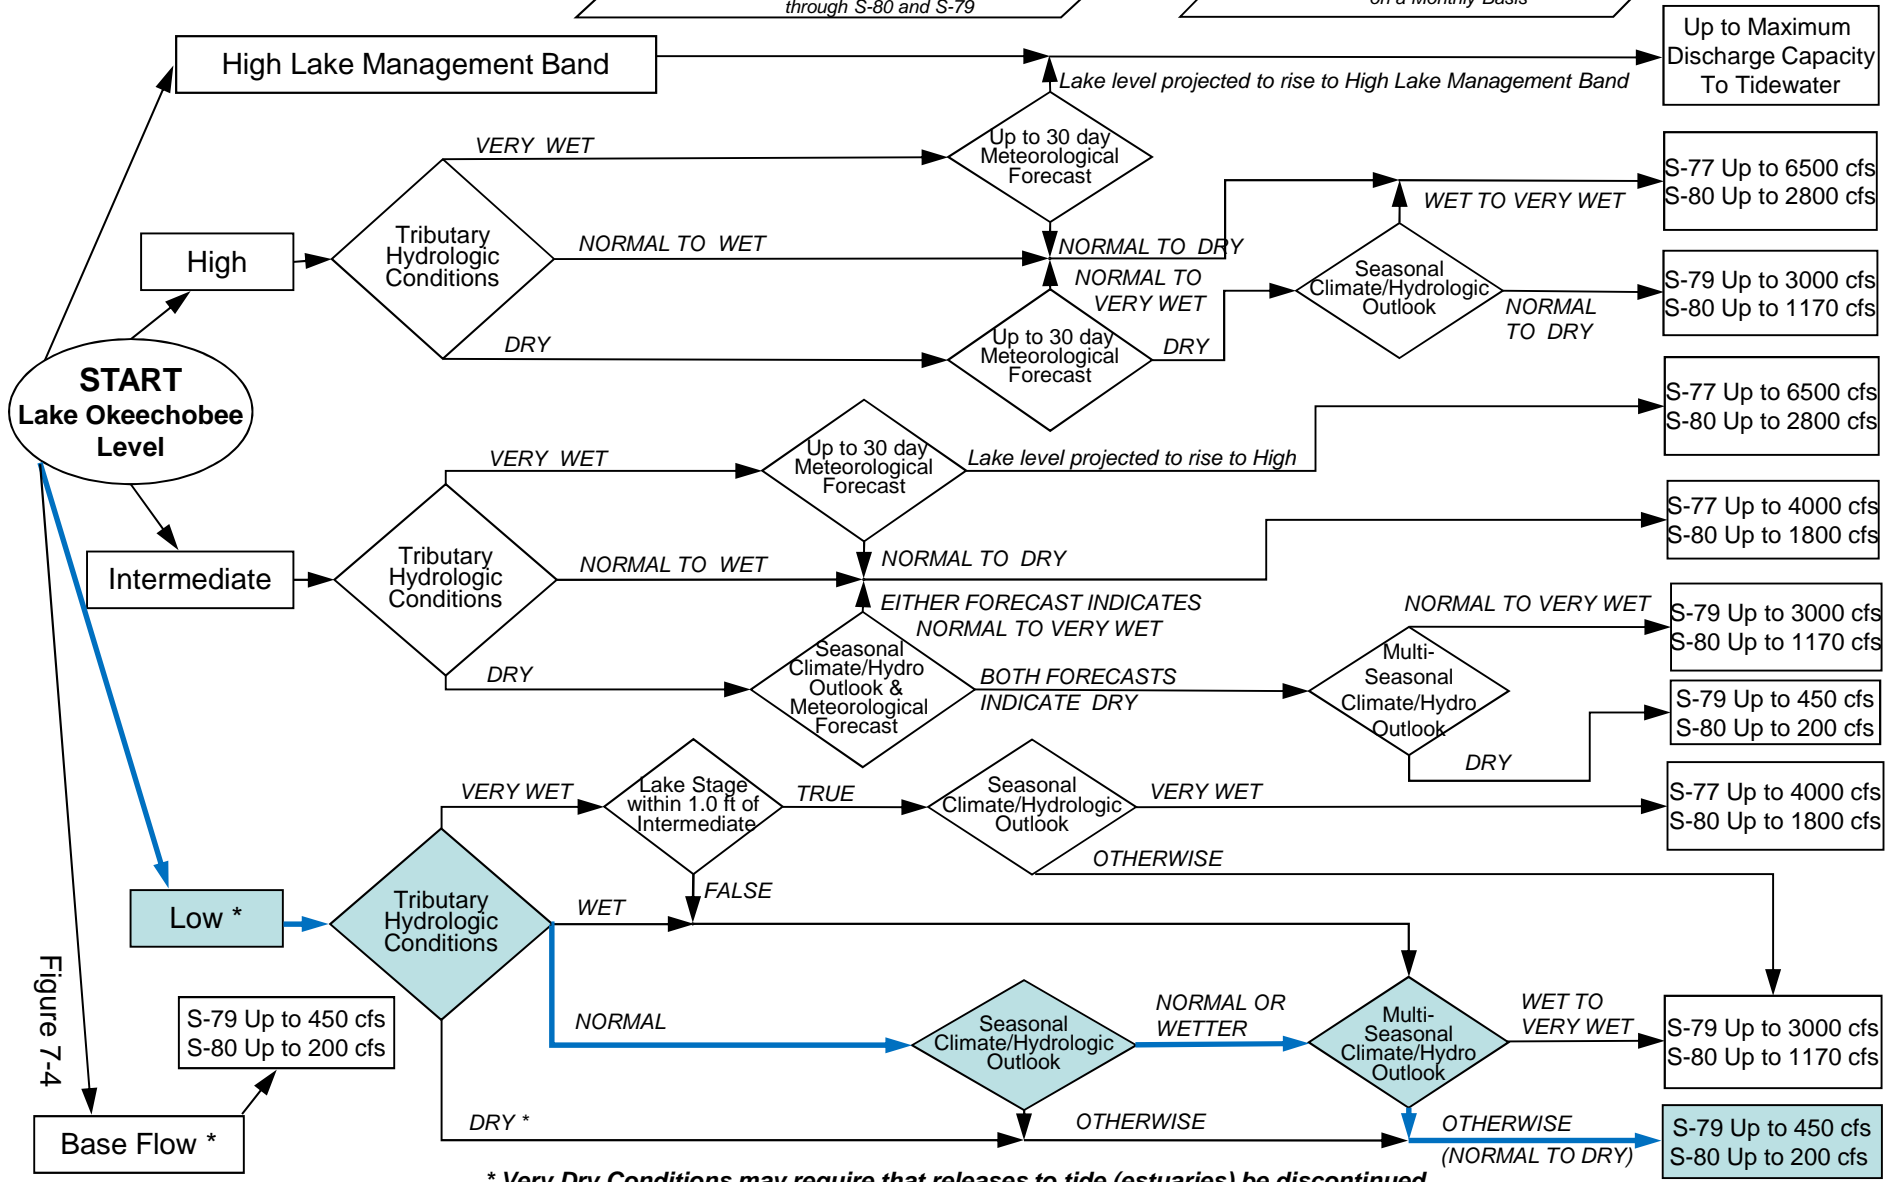 through S-80 and S-79
on a Monthly Basis
High Lake Management Band
Lake level projected to rise to High Lake Management Band
Up to Maximum
Discharge Capacity
To Tidewater
VERY WET
Up to 30 day
Meteorological
Forecast
S-77 Up to 6500 cfs
S-80 Up to 2800 cfs
WET TO VERY WET
High
Tributary
Hydrologic
Conditions
NORMAL TO WET
NORMAL TO DRY
NORMAL TO
VERY WET
Seasonal
Climate/Hydrologic
Outlook
NORMAL
TO DRY
S-79 Up to 3000 cfs
S-80 Up to 1170 cfs
DRY
Up to 30 day
Meteorological
Forecast
DRY
START
Lake Okeechobee
Level
S-77 Up to 6500 cfs
S-80 Up to 2800 cfs
VERY WET
Up to 30 day
Meteorological
Forecast
Lake level projected to rise to High
S-77 Up to 4000 cfs
S-80 Up to 1800 cfs
Intermediate
Tributary
Hydrologic
Conditions
NORMAL TO WET
NORMAL TO DRY
EITHER FORECAST INDICATES
NORMAL TO VERY WET
NORMAL TO VERY WET
S-79 Up to 3000 cfs
S-80 Up to 1170 cfs
DRY
Seasonal
Climate/Hydro
Outlook &
Meteorological
Forecast
BOTH FORECASTS
INDICATE DRY
Multi-
Seasonal
Climate/Hydro
Outlook
DRY
S-79 Up to 450 cfs
S-80 Up to 200 cfs
VERY WET
Lake Stage
within 1.0 ft of
Intermediate
TRUE
Seasonal
Climate/Hydrologic
Outlook
VERY WET
S-77 Up to 4000 cfs
S-80 Up to 1800 cfs
OTHERWISE
FALSE
Low *
Tributary
Hydrologic
Conditions
WET
NORMAL
Seasonal
Climate/Hydrologic
Outlook
NORMAL OR
WETTER
Multi-
Seasonal
Climate/Hydro
Outlook
WET TO
VERY WET
S-79 Up to 3000 cfs
S-80 Up to 1170 cfs
Figure 7-4
S-79 Up to 450 cfs
S-80 Up to 200 cfs
Base Flow *
DRY *
OTHERWISE
OTHERWISE
(NORMAL TO DRY)
S-79 Up to 450 cfs
S-80 Up to 200 cfs
* Very Dry Conditions may require that releases to tide (estuaries) be discontinued